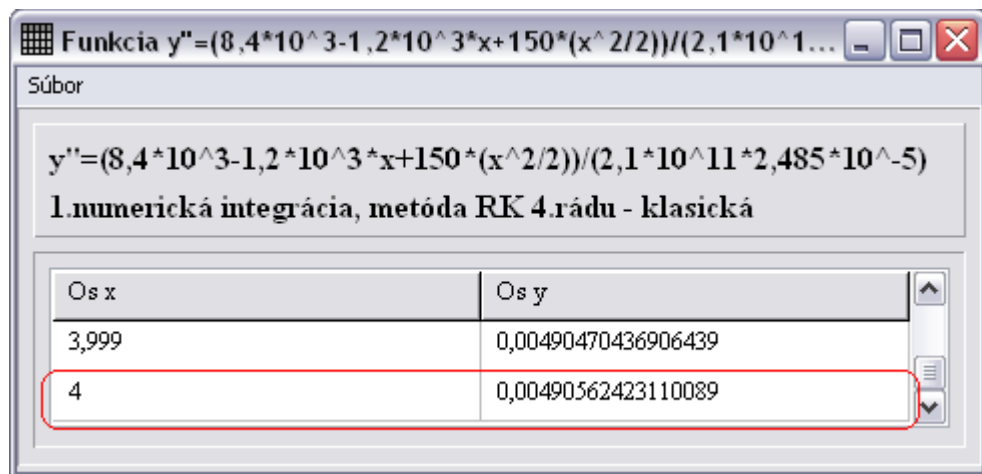 Funkcia y"=(8,4*10^3-1,2*10^3*x+150*(x^2/2))/(2,1*10^1...
Súbor
y"=(8,4*10^3-1,2*10^3*x+150*(x^2/2))/(2,1*10^11*2,485*10^-5)
1.numerická integrácia, metóda RK 4.rádu - klasická
Os x Os y
3,999 0,00490470436906439
4 0,00490562423110089